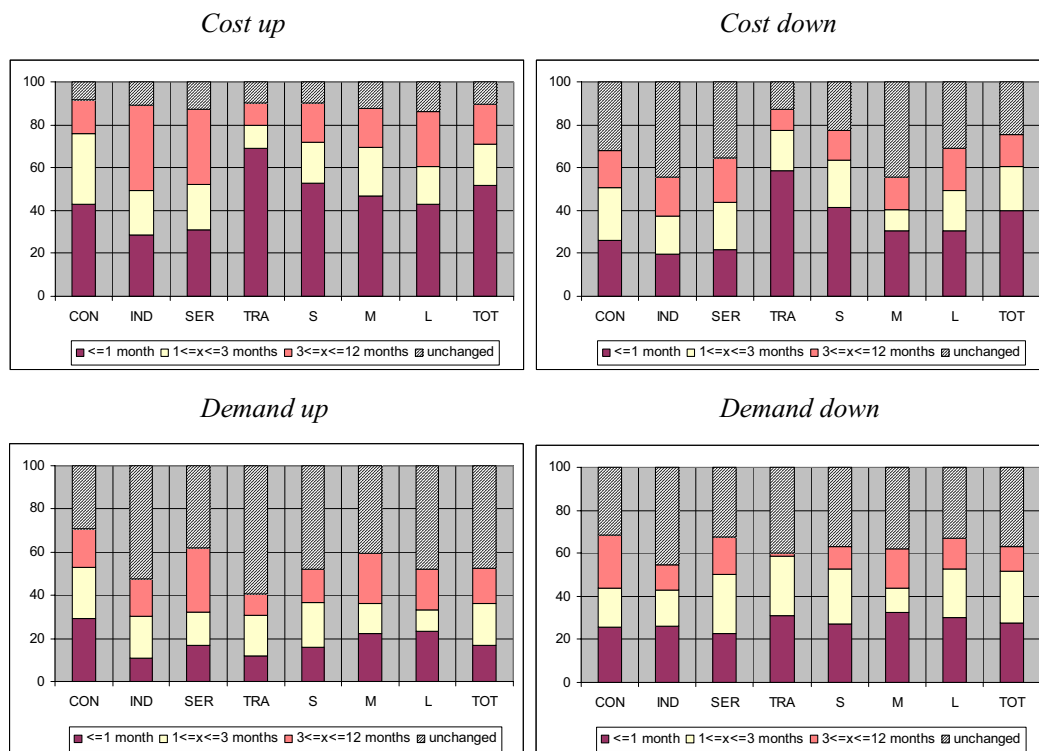 Cost up
Cost down
100
80
60
40
20
0
CON IND SER TRA S M L TOT
<=1 month 1<=x<=3 months 3<=x<=12 months unchanged
100
80
60
40
20
0
CON IND SER TRA S M L TOT
<=1 month 1<=x<=3 months 3<=x<=12 months unchanged
Demand up
Demand down
100
80
60
40
20
0
CON IND SER TRA S M L TOT
<=1 month 1<=x<=3 months 3<=x<=12 months unchanged
100
80
60
40
20
0
CON IND SER TRA S M L TOT
<=1 month 1<=x<=3 months 3<=x<=12 months unchanged